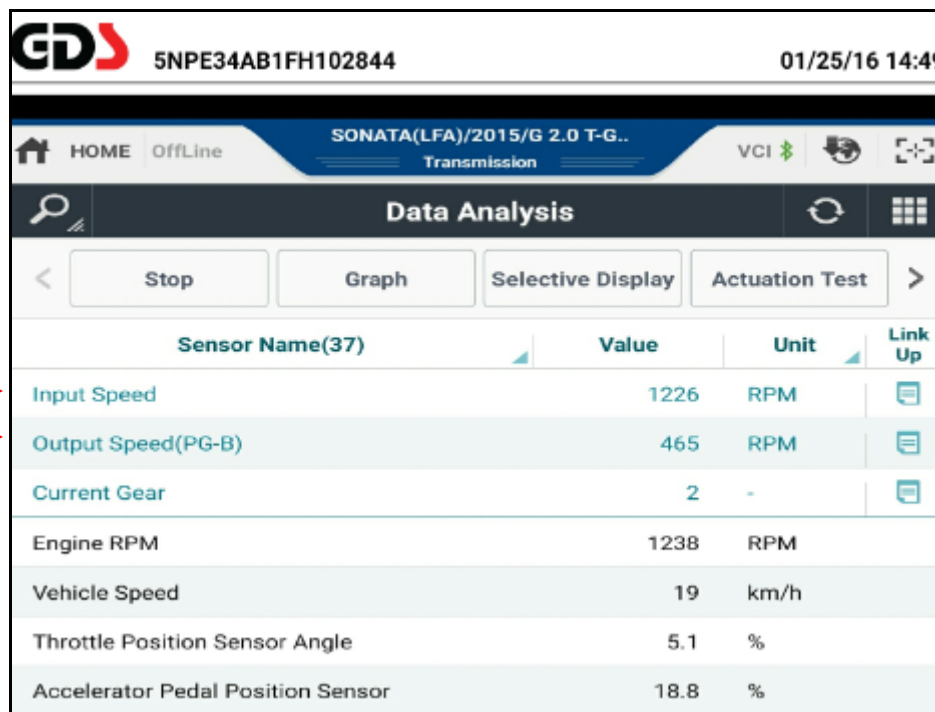 GDS 5NPE34AB1FH102844 01/25/16 14:49
SONATA(LFA)/2015/G 2.0 T-G..
HOME OffLine Transmission VCI
Data Analysis
< Stop Graph Selective Display Actuation Test >
Sensor Name(37) Value Unit Link Up
Input Speed 1226 RPM
Output Speed(PG-B) 465 RPM
Current Gear 2 -
Engine RPM 1238 RPM
Vehicle Speed 19 km/h
Throttle Position Sensor Angle 5.1 %
Accelerator Pedal Position Sensor 18.8 %